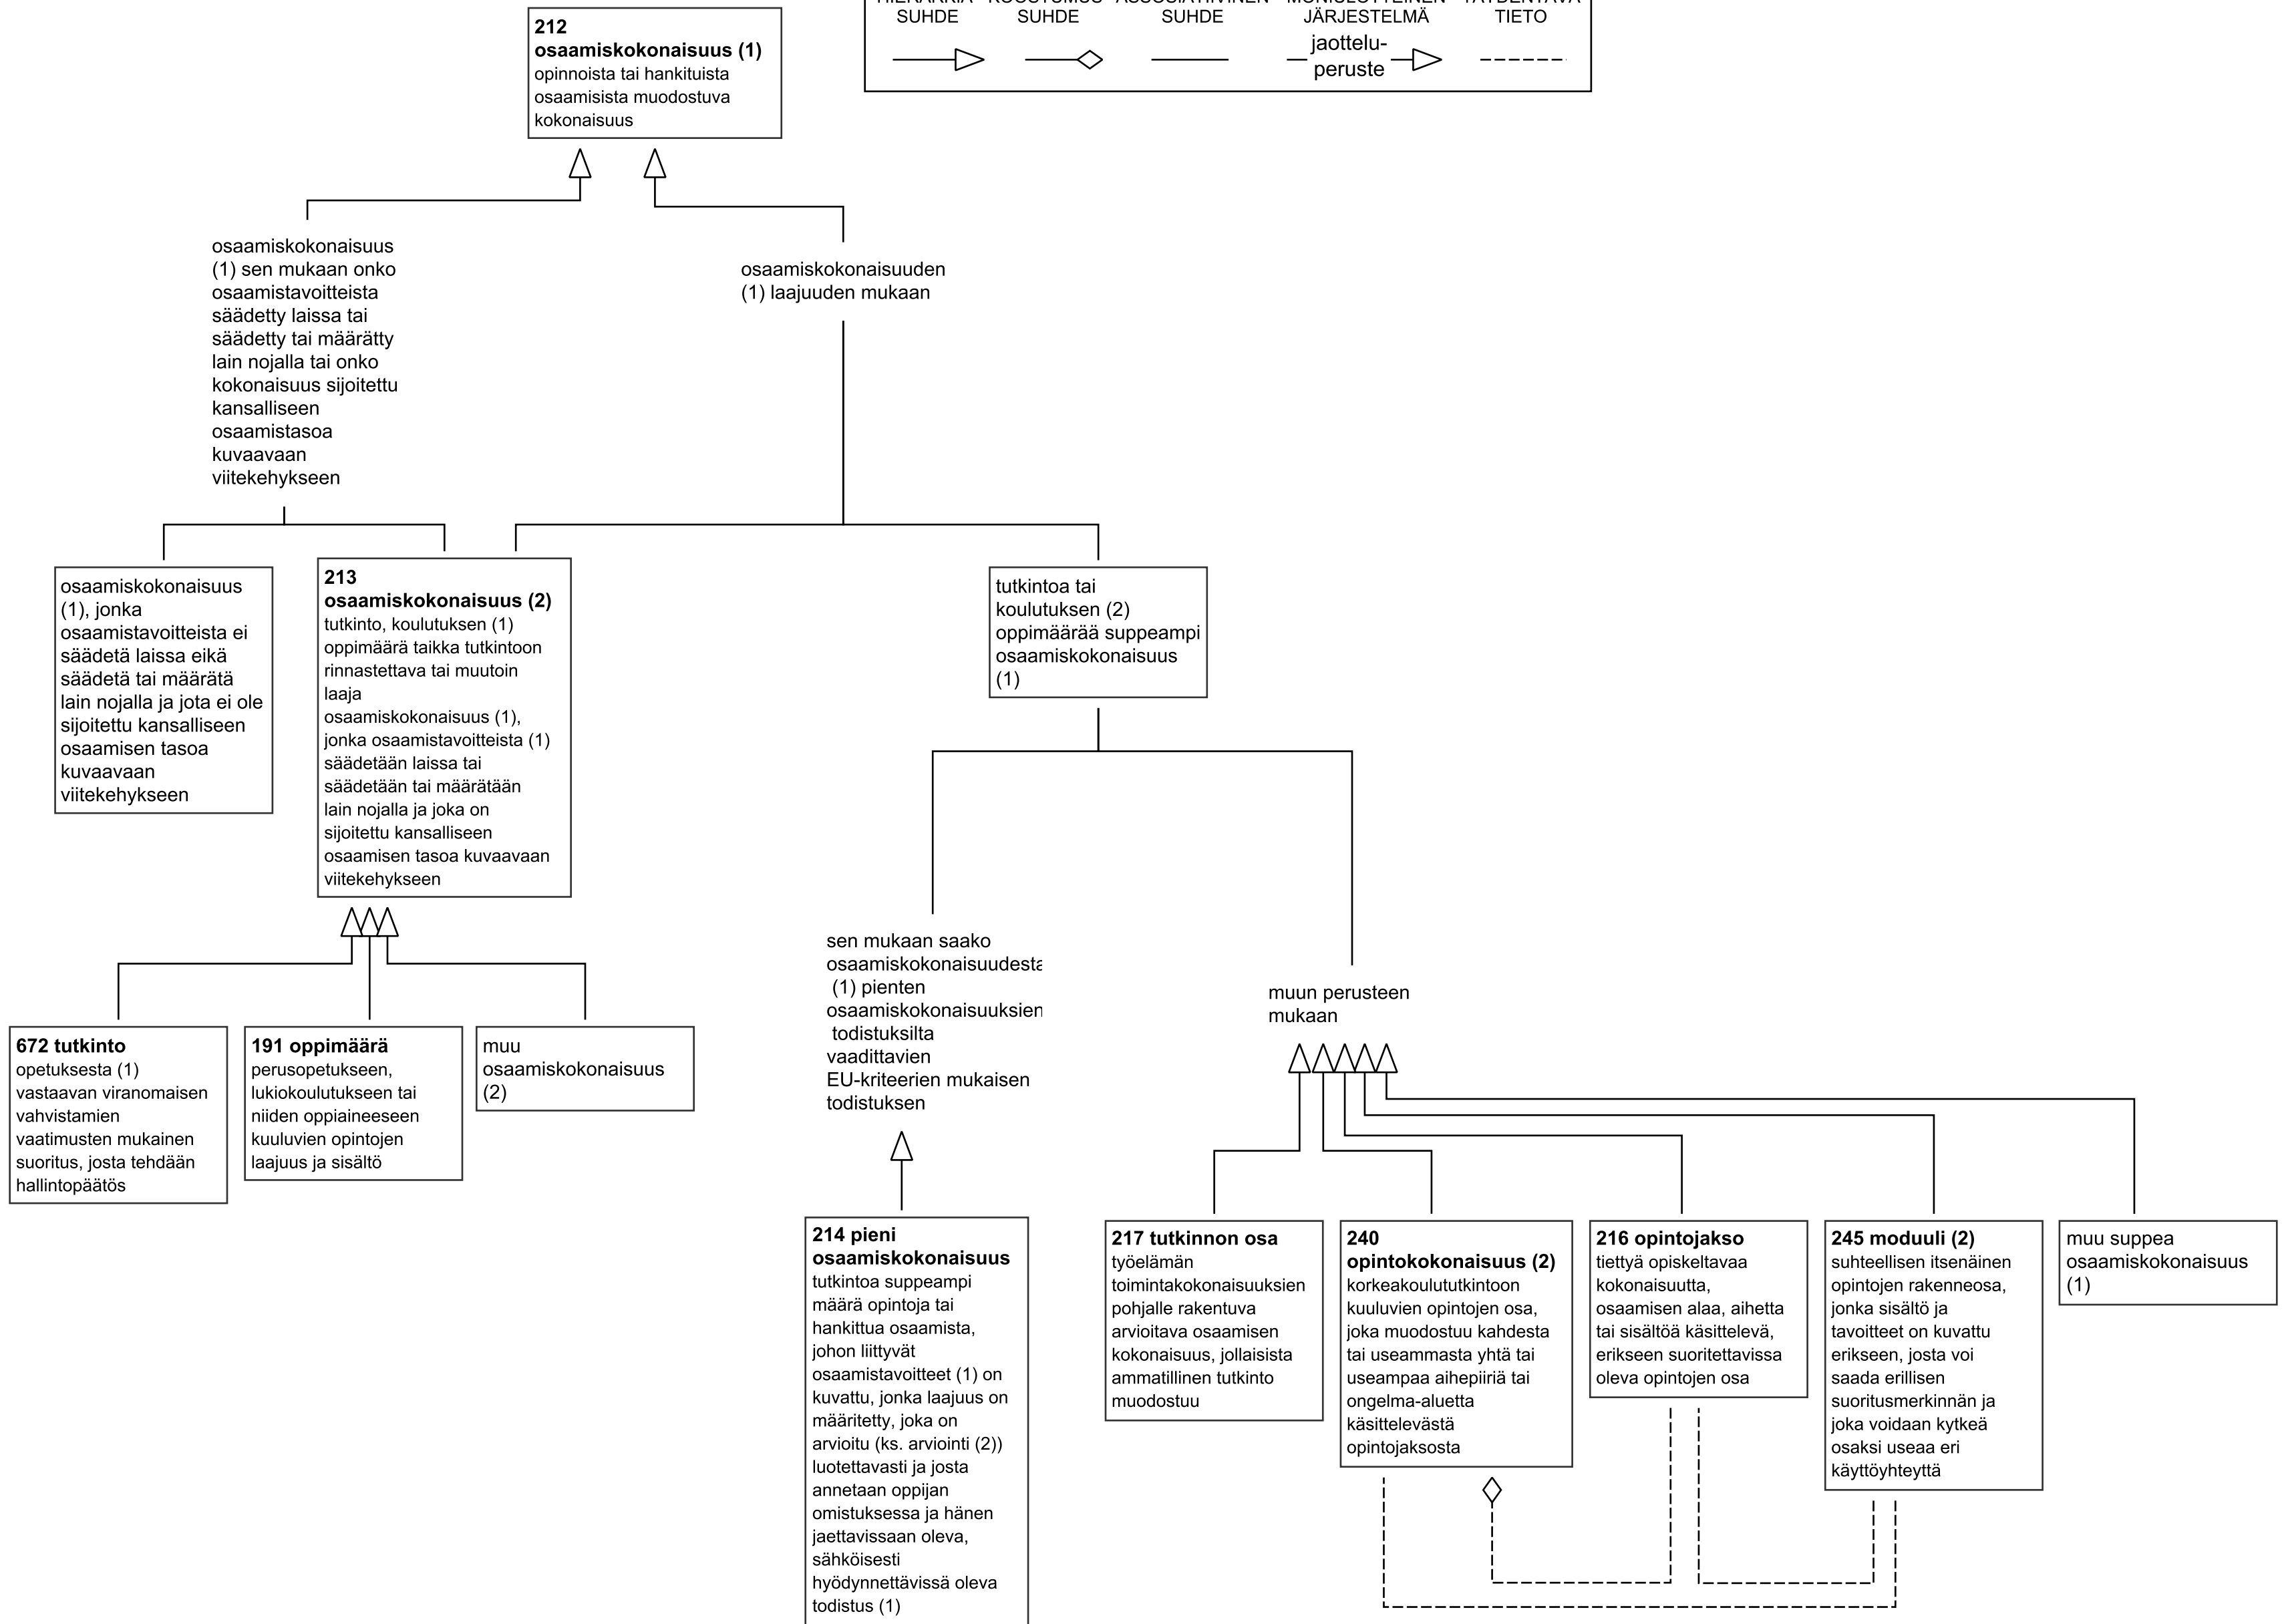 212
osaamiskokonaisuus (1)
opinnoista tai hankituista
osaamisista muodostuva
kokonaisuus
SUHDE
SUHDE
SUHDE
JÄRJESTELMÄ
TIETO
jaottelu-
peruste
osaamiskokonaisuus
(1) sen mukaan onko
osaamistavoitteista
säädetty laissa tai
säädetty tai määrätty
lain nojalla tai onko
kokonaisuus sijoitettu
kansalliseen
osaamistasoa
kuvaavaan
viitekehykseen
osaamiskokonaisuuden
(1) laajuuden mukaan
osaamiskokonaisuus
(1), jonka
osaamistavoitteista ei
säädetä laissa eikä
säädetä tai määrätä
lain nojalla ja jota ei ole
sijoitettu kansalliseen
osaamisen tasoa
kuvaavaan
viitekehykseen
213
osaamiskokonaisuus (2)
tutkinto, koulutuksen (1)
oppimäärä taikka tutkintoon
rinnastettava tai muutoin
laaja
osaamiskokonaisuus (1),
jonka osaamistavoitteista (1)
säädetään laissa tai
säädetään tai määrätään
lain nojalla ja joka on
sijoitettu kansalliseen
osaamisen tasoa kuvaavaan
viitekehykseen
tutkintoa tai
koulutuksen (2)
oppimäärää suppeampi
osaamiskokonaisuus
(1)
672 tutkinto
opetuksesta (1)
vastaavan viranomaisen
vahvistamien
vaatimusten mukainen
suoritus, josta tehdään
hallintopäätös
191 oppimäärä
perusopetukseen,
lukiokoulutukseen tai
niiden oppiaineeseen
kuuluvien opintojen
laajuus ja sisältö
muu
osaamiskokonaisuus
(2)
sen mukaan saako
osaamiskokonaisuudesta
(1) pienten
osaamiskokonaisuuksien
todistuksilta
vaadittavien
EU-kriteerien mukaisen
todistuksen
muun perusteen
mukaan
214 pieni
osaamiskokonaisuus
tutkintoa suppeampi
määrä opintoja tai
hankittua osaamista,
johon liittyvät
osaamistavoitteet (1) on
kuvattu, jonka laajuus on
määritetty, joka on
arvioitu (ks. arviointi (2))
luotettavasti ja josta
annetaan oppijan
omistuksessa ja hänen
jaettavissaan oleva,
sähköisesti
hyödynnettävissä oleva
todistus (1)
217 tutkinnon osa
työelämän
toimintakokonaisuuksien
pohjalle rakentuva
arvioitava osaamisen
kokonaisuus, jollaisista
ammatillinen tutkinto
muodostuu
240
opintokokonaisuus (2)
korkeakoulututkintoon
kuuluvien opintojen osa,
joka muodostuu kahdesta
tai useammasta yhtä tai
useampaa aihepiiriä tai
ongelma-aluetta
käsittelevästä
opintojaksosta
216 opintojakso
tiettyä opiskeltavaa
kokonaisuutta,
osaamisen alaa, aihetta
tai sisältöä käsittelevä,
erikseen suoritettavissa
oleva opintojen osa
245 moduuli (2)
suhteellisen itsenäinen
opintojen rakenneosa,
jonka sisältö ja
tavoitteet on kuvattu
erikseen, josta voi
saada erillisen
suoritusmerkinnän ja
joka voidaan kytkeä
osaksi useaa eri
käyttöyhteyttä
muu suppea
osaamiskokonaisuus
(1)